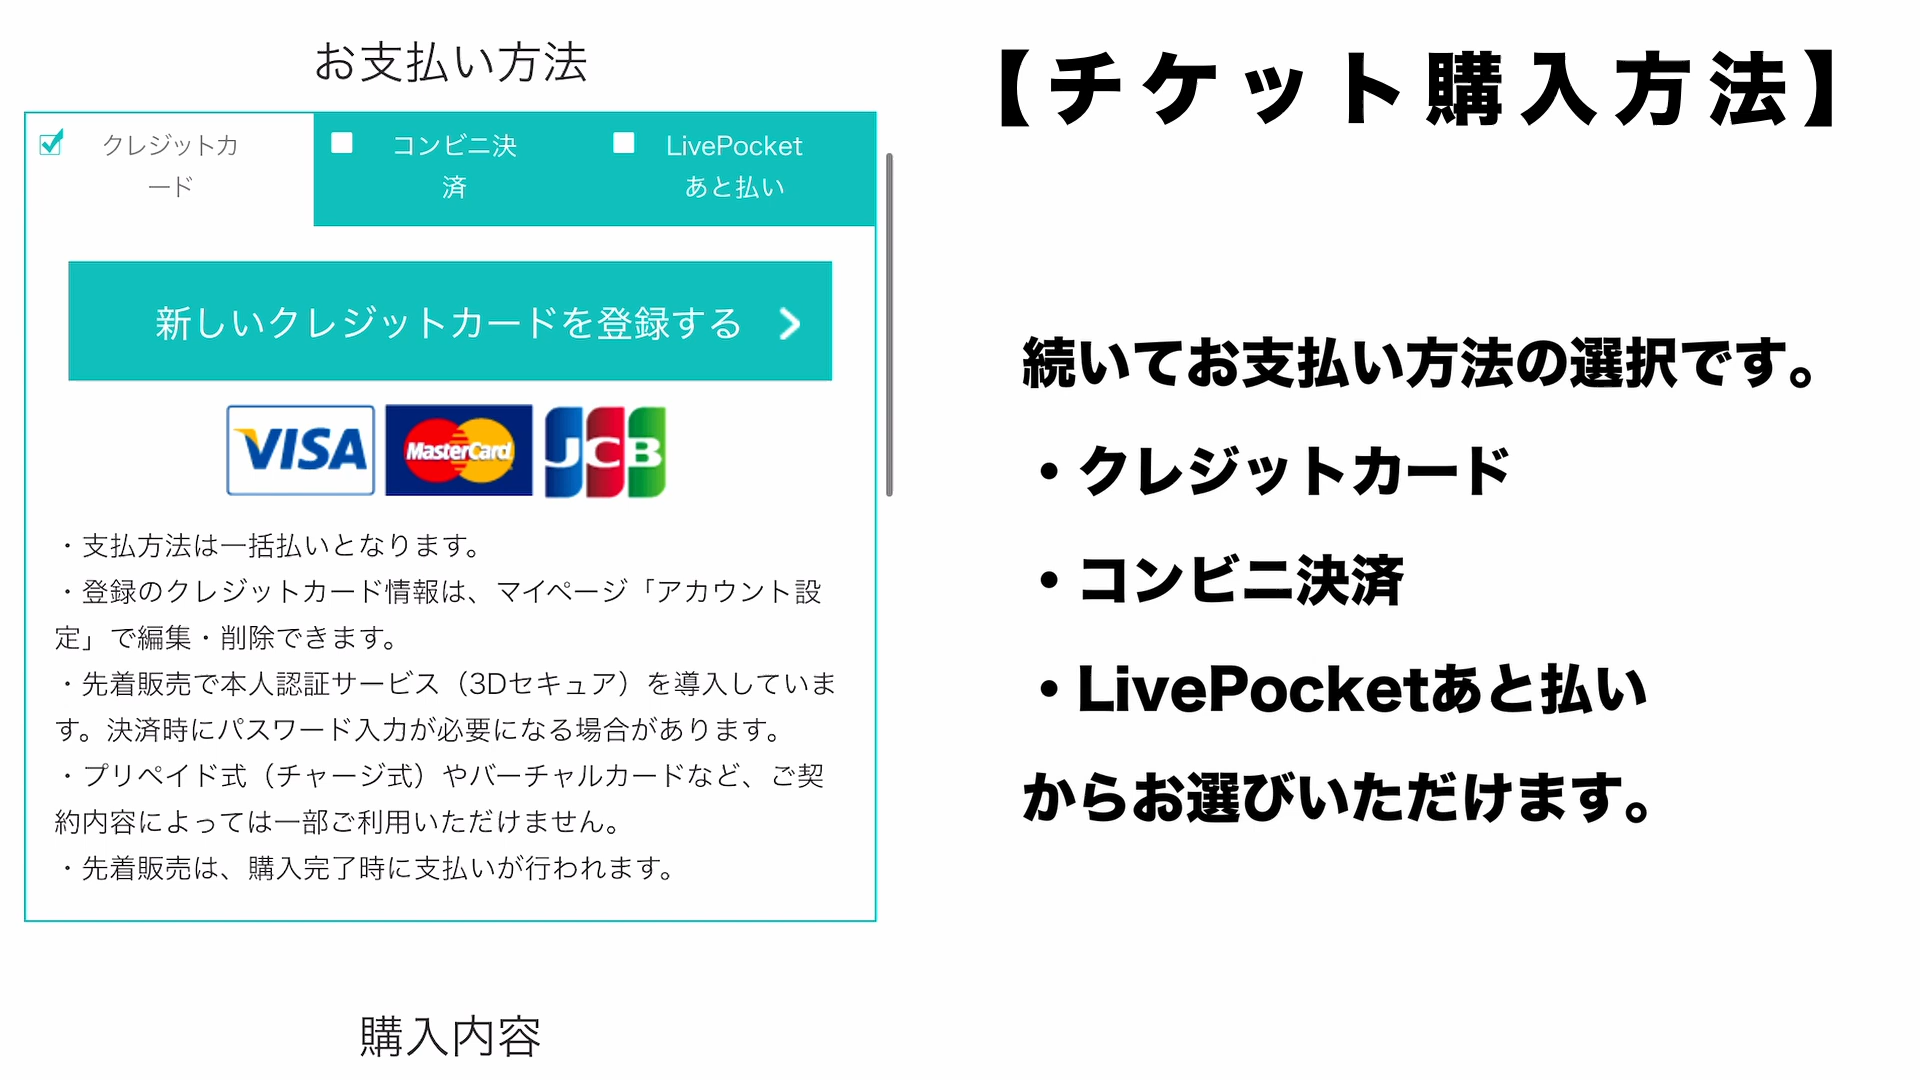 お支払い方法
クレジットカ
ード
コンビニ決
済
LivePocket
あと払い
新しいクレジットカードを登録する
VISA
MasterCard
JCB
・支払方法は一括払いとなります。
・登録のクレジットカード情報は、マイページ「アカウント設
定」で編集・削除できます。
・先着販売で本人認証サービス（3Dセキュア）を導入していま
す。決済時にパスワード入力が必要になる場合があります。
・プリペイド式（チャージ式）やバーチャルカードなど、ご契
約内容によっては一部ご利用いただけません。
・先着販売は、購入完了時に支払いが行われます。
購入内容
【チケット購入方法】
続いてお支払い方法の選択です。
・クレジットカード
・コンビニ決済
・LivePocketあと払い
からお選びいただけます。